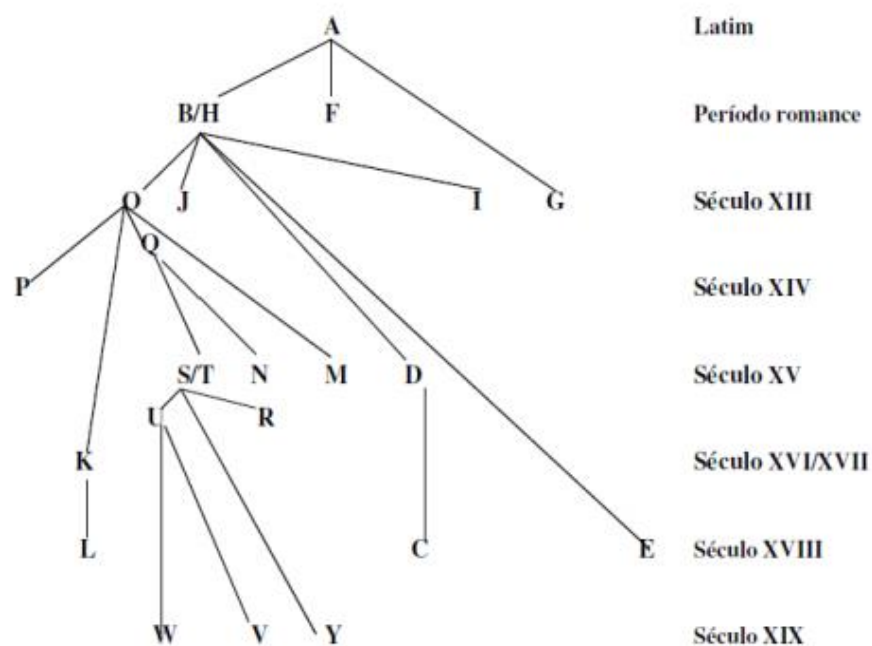 A Latim
B/H F Período romance
O J I G Século XIII
Q
P Século XIV
S/T N M D Século XV
U R
K Século XVI/XVII
L C E Século XVIII
W V Y Século XIX